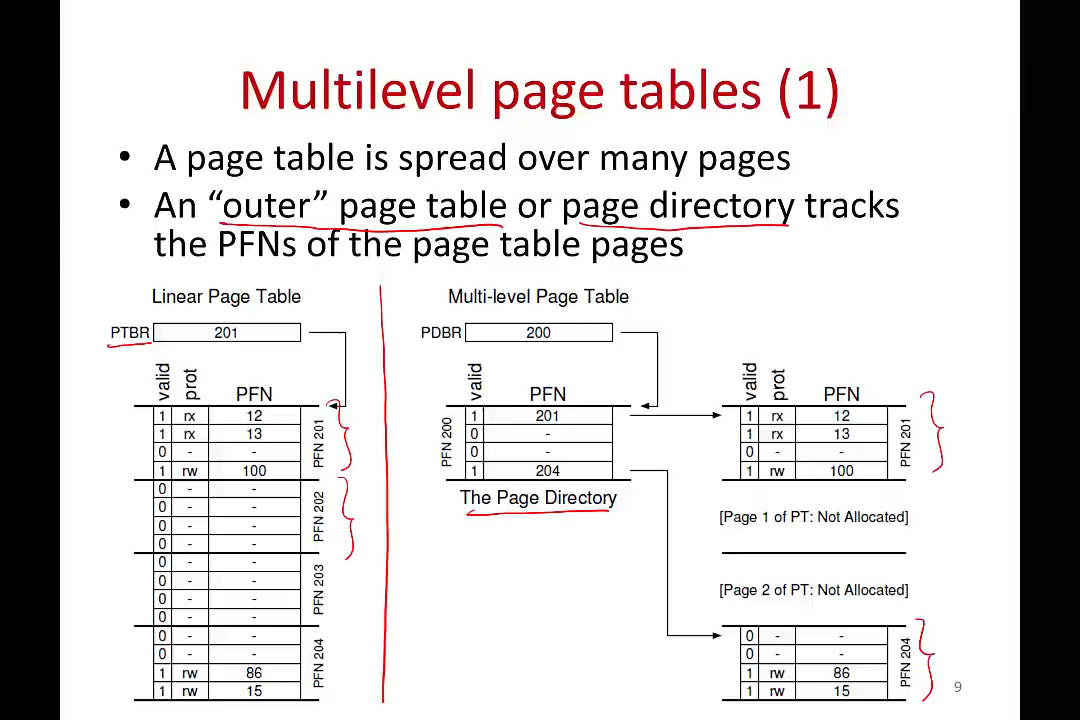 Multilevel page tables (1)
• A page table is spread over many pages
• An “outer” page table or page directory tracks
the PFNs of the page table pages
Linear Page Table
PTBR 201
valid prot PFN
1 rx 12
1 rx 13
0 - -
1 rw 100
PFN 201
0 - -
0 - -
0 - -
0 - -
PFN 202
0 - -
0 - -
0 - -
0 - -
PFN 203
0 - -
0 - -
1 rw 86
1 rw 15
PFN 204
Multi-level Page Table
PDBR 200
valid PFN
PFN 200
1 201
0 -
0 -
1 204
The Page Directory
valid prot PFN
1 rx 12
1 rx 13
0 - -
1 rw 100
PFN 201
[Page 1 of PT: Not Allocated]
[Page 2 of PT: Not Allocated]
0 - -
0 - -
1 rw 86
1 rw 15
PFN 204
9